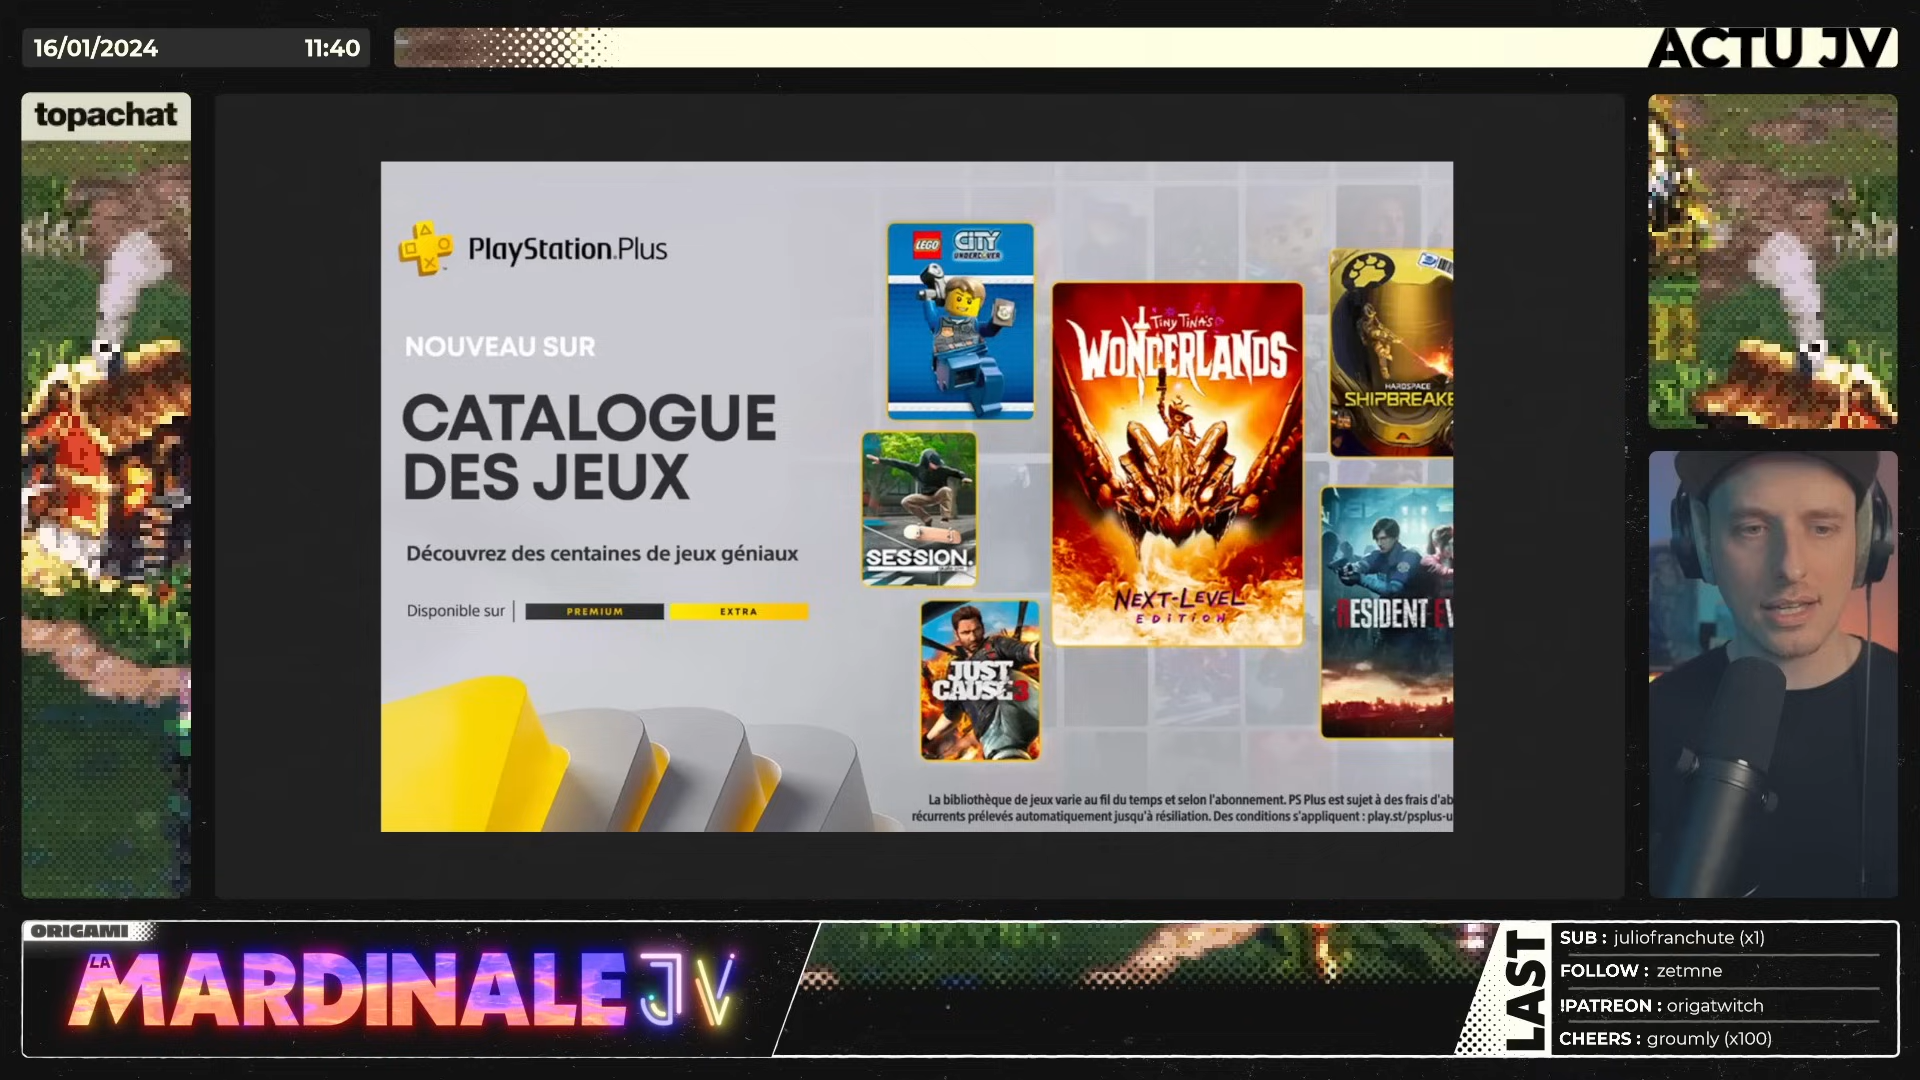 16/01/2024 11:40
ACTU JV
topachat
PlayStation.Plus
NOUVEAU SUR
CATALOGUE
DES JEUX
Découvrez des centaines de jeux géniaux
Disponible sur | PREMIUM EXTRA
LEGO CITY
UNDERCOVER
TINY TINA'S
WONDERLANDS
NEXT-LEVEL
EDITION
HARDSPACE
SHIPBREAKE
SESSION.
RESIDENT EV
JUST
CAUSE 3
La bibliothèque de jeux varie au fil du temps et selon l'abonnement. PS Plus est sujet à des frais d'ab
récurrents prélevés automatiquement jusqu'à résiliation. Des conditions s'appliquent : play.st/psplus-u
ORIGAMI
LA MARDINALE JV
LAST
SUB : juliofranchute (x1)
FOLLOW : zetmne
!PATREON : origatwitch
CHEERS : groumly (x100)